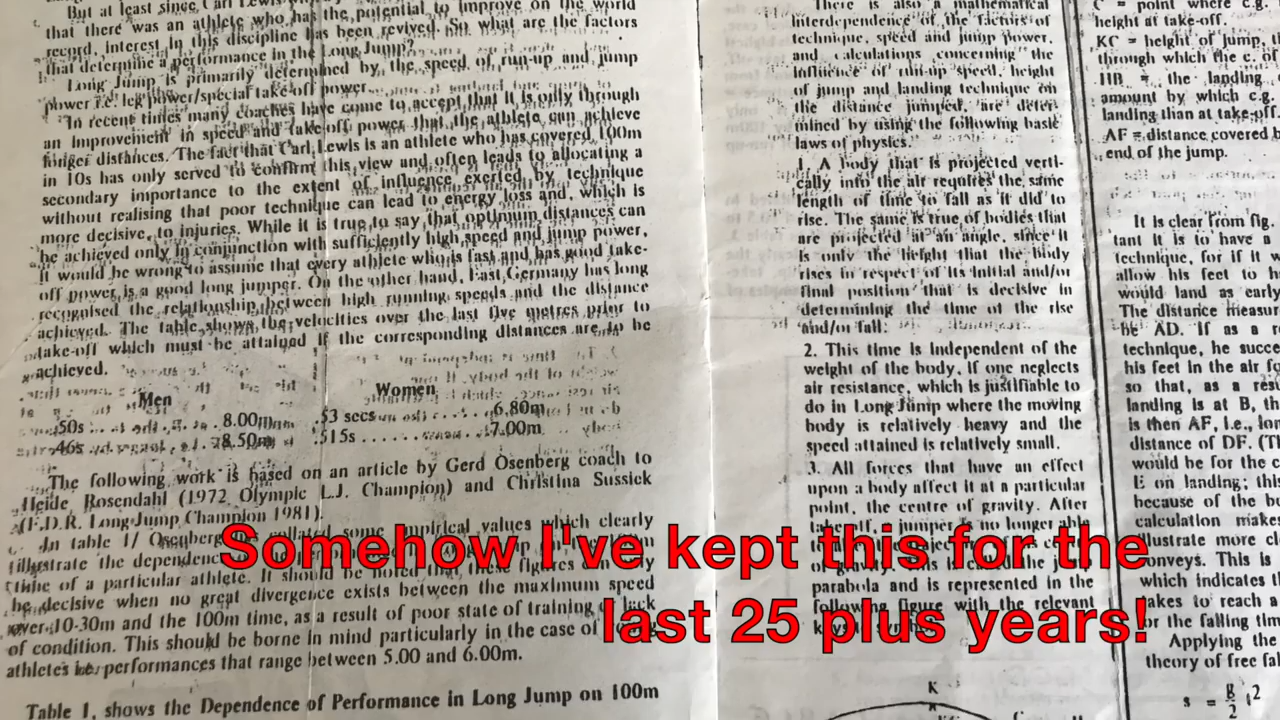 But at least since Carl Lewis
that there was an athlete who has the potential to improve on the world
record, interest in this discipline has been revived. So what are the factors
that determine a performance in the Long Jump?
Long Jump is primarily determined by the speed of run-up and jump
power i.e. leg power/special take-off power.
In recent times many coaches have come to accept that it is only through
an improvement in speed and take-off power that the athlete can achieve
longer distances. The fact that Carl Lewis is an athlete who has covered 100m
in 10s has only served to confirm this view and often leads to allocating a
secondary importance to the extent of influence exerted by technique
without realising that poor technique can lead to energy loss and, which is
more decisive, to injuries. While it is true to say that optimum distances can
be achieved only in conjunction with sufficiently high speed and jump power,
it would be wrong to assume that every athlete who is fast and has good take-
off power is a good long jumper. On the other hand, East Germany has long
recognised the relationship between high running speeds and the distance
achieved. The table shows the velocities over the last five metres prior to
take-off which must be attained if the corresponding distances are to be
achieved.
Men Women
.50s 8.00m .53 secs 6.80m
.46s 8.50m .515s 7.00m
The following work is based on an article by Gerd Osenberg coach to
Heide Rosendahl (1972 Olympic L.J. Champion) and Christina Sussick
(F.D.R. Long Jump Champion 1981).
In table 1/ Osenberg collated some empirical values which clearly
illustrate the dependence
time of a particular athlete. It should be noted that these figures can only
be decisive when no great divergence exists between the maximum speed
over 10-30m and the 100m time, as a result of poor state of training or lack
of condition. This should be borne in mind particularly in the case of
athletes i.e. performances that range between 5.00 and 6.00m.
Table 1, shows the Dependence of Performance in Long Jump on 100m
There is also a mathematical
interdependence of the factors of
technique, speed and jump power,
and calculations concerning the
influence of run-up speed, height
of jump and landing technique on
the distance jumped, are deter-
mined by using the following basic
laws of physics.
1. A body that is projected verti-
cally into the air requires the same
length of time to fall as it did to
rise. The same is true of bodies that
are projected at an angle, since it
is only the height that the body
rises in respect of its initial and/or
final position that is decisive in
determining the time of the rise
and/or fall.
2. This time is independent of the
weight of the body, if one neglects
air resistance, which is justifiable to
do in Long Jump where the moving
body is relatively heavy and the
speed attained is relatively small.
3. All forces that have an effect
upon a body affect it at a particular
point, the centre of gravity. After
take-off, a jumper is no longer able
of gravity. This is called the
parabola and is represented in the
following figure with the relevant
K
C = point where e.g.
height at take-off.
KC = height of jump, th
through which the c. of
HB = the landing
amount by which c.g.
landing than at take-off.
AF = distance covered b
end of the jump.
It is clear from fig.
tant it is to have a
technique, for if w
allow his feet to h
would land as early
The distance measur
be AD. If as a r
technique, he succe
his feet in the air fo
so that, as a res
landing is at B, th
is then AF, i.e., lon
distance of DF. (T
would be for the c
E on landing; this
because of the bo
calculation make
illustrate more cle
conveys. This is
which indicates th
takes to reach a
or the falling tim
Applying the
theory of free fal
s = g/2 t²
Somehow I've kept this for the
last 25 plus years!